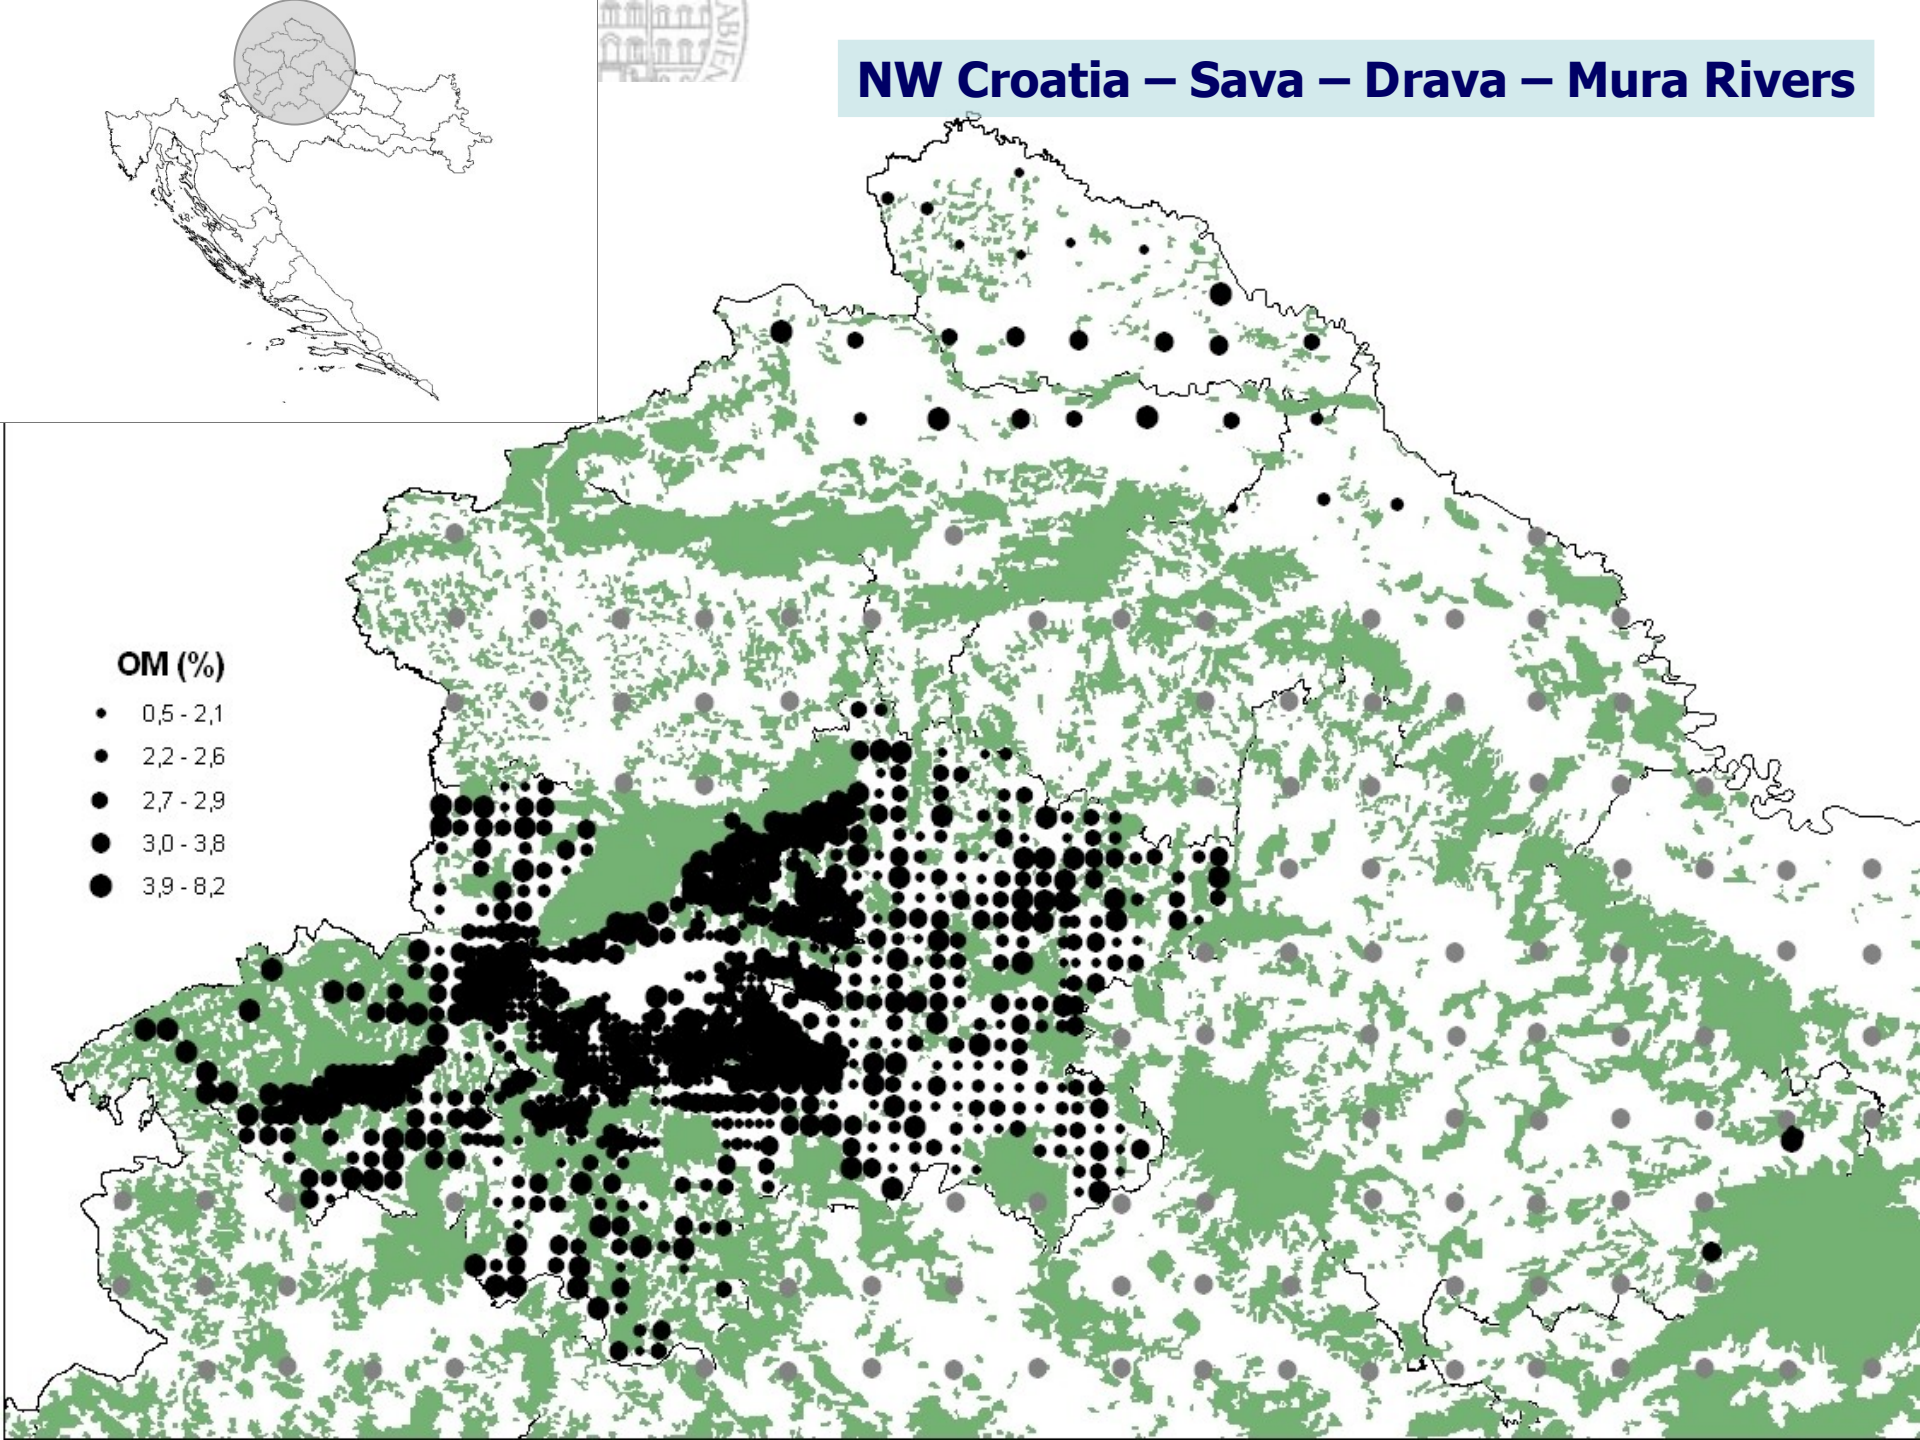 ABIEN
NW Croatia – Sava – Drava – Mura Rivers
OM (%)
0,5 - 2,1
2,2 - 2,6
2,7 - 2,9
3,0 - 3,8
3,9 - 8,2